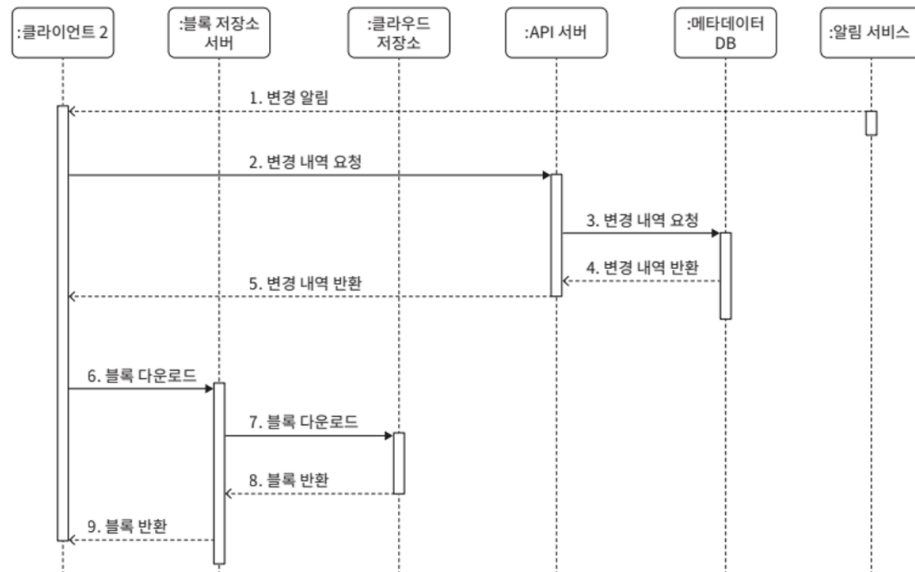 :클라이언트 2
:블록 저장소
서버
:클라우드
저장소
:API 서버
:메타데이터
DB
:알림 서비스
1. 변경 알림
2. 변경 내역 요청
3. 변경 내역 요청
4. 변경 내역 반환
5. 변경 내역 반환
6. 블록 다운로드
7. 블록 다운로드
8. 블록 반환
9. 블록 반환